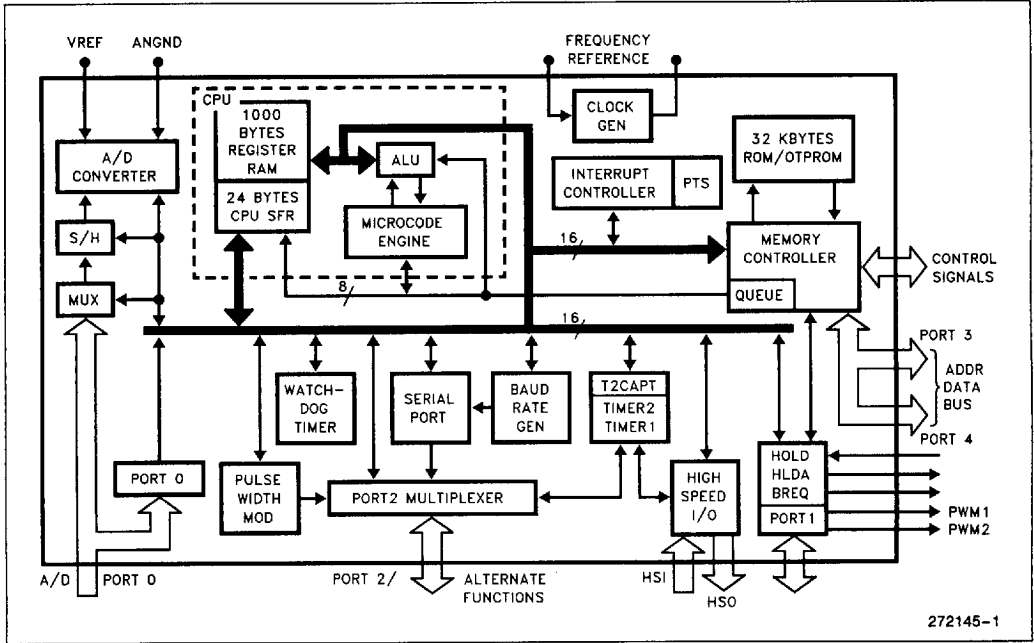 VREF
ANGND
FREQUENCY
REFERENCE
CPU
1000
BYTES
REGISTER
RAM
24 BYTES
CPU SFR
ALU
MICROCODE
ENGINE
CLOCK
GEN
INTERRUPT
CONTROLLER
PTS
32 KBYTES
ROM/OTPROM
A/D
CONVERTER
S/H
MUX
16
8
16
MEMORY
CONTROLLER
QUEUE
CONTROL
SIGNALS
PORT 3
ADDR
DATA
BUS
PORT 4
WATCH-
DOG
TIMER
SERIAL
PORT
BAUD
RATE
GEN
T2CAPT
TIMER2
TIMER1
PORT 0
PULSE
WIDTH
MOD
PORT2 MULTIPLEXER
HIGH
SPEED
I/O
HOLD
HLDA
BREQ
PORT1
PWM1
PWM2
A/D
PORT 0
PORT 2/
ALTERNATE
FUNCTIONS
HSI
HSO
272145-1